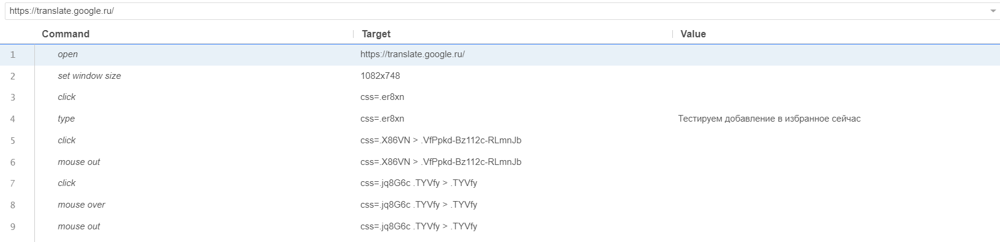 https://translate.google.ru/
Command Target Value
1 open https://translate.google.ru/
2 set window size 1082x748
3 click css=.er8xn
4 type css=.er8xn Тестируем добавление в избранное сейчас
5 click css=.X86VN > .VfPpkd-Bz112c-RLmnJb
6 mouse out css=.X86VN > .VfPpkd-Bz112c-RLmnJb
7 click css=.jq8G6c .TYVfy > .TYVfy
8 mouse over css=.jq8G6c .TYVfy > .TYVfy
9 mouse out css=.jq8G6c .TYVfy > .TYVfy